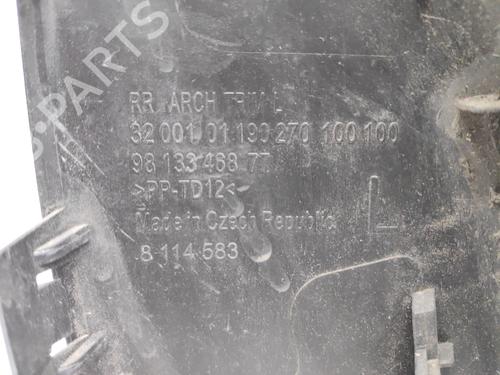 RR ARCH TRIM L
32 001 01 190 270 100 100
98 133 468 77
>PP-TD12<
Made in Czech Republic
L
8 114 583
B-PARTS